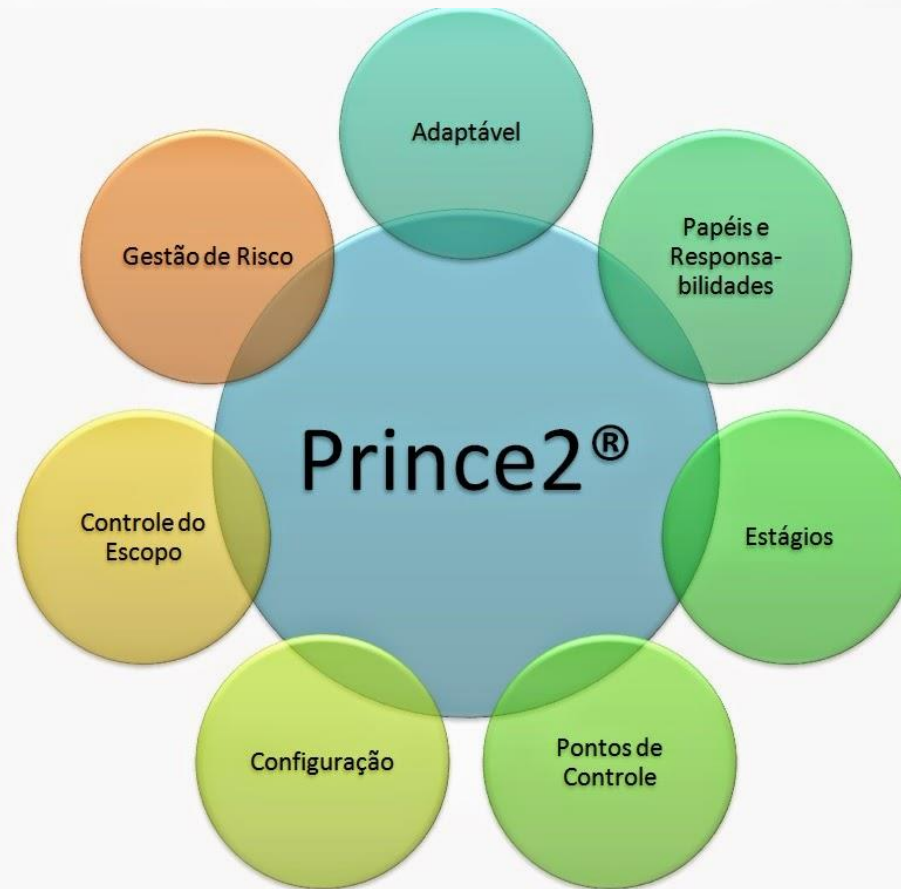 Adaptável
Papéis e
Responsa-
bilidades
Gestão de Risco
Prince2®
Controle do
Escopo
Estágios
Configuração
Pontos de
Controle